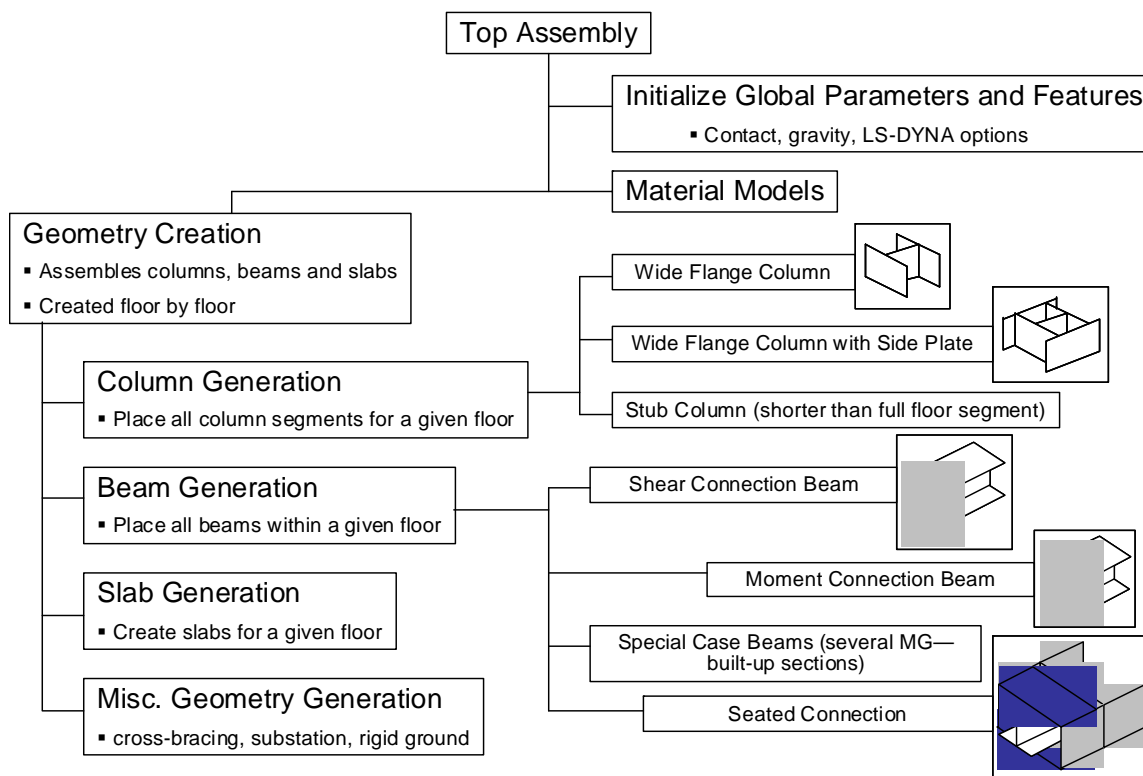 Top Assembly
Initialize Global Parameters and Features
▪ Contact, gravity, LS-DYNA options
Material Models
Geometry Creation
▪ Assembles columns, beams and slabs
▪ Created floor by floor
Wide Flange Column
Wide Flange Column with Side Plate
Column Generation
▪ Place all column segments for a given floor
Stub Column (shorter than full floor segment)
Beam Generation
▪ Place all beams within a given floor
Shear Connection Beam
Moment Connection Beam
Slab Generation
▪ Create slabs for a given floor
Special Case Beams (several MG—
built-up sections)
Misc. Geometry Generation
▪ cross-bracing, substation, rigid ground
Seated Connection